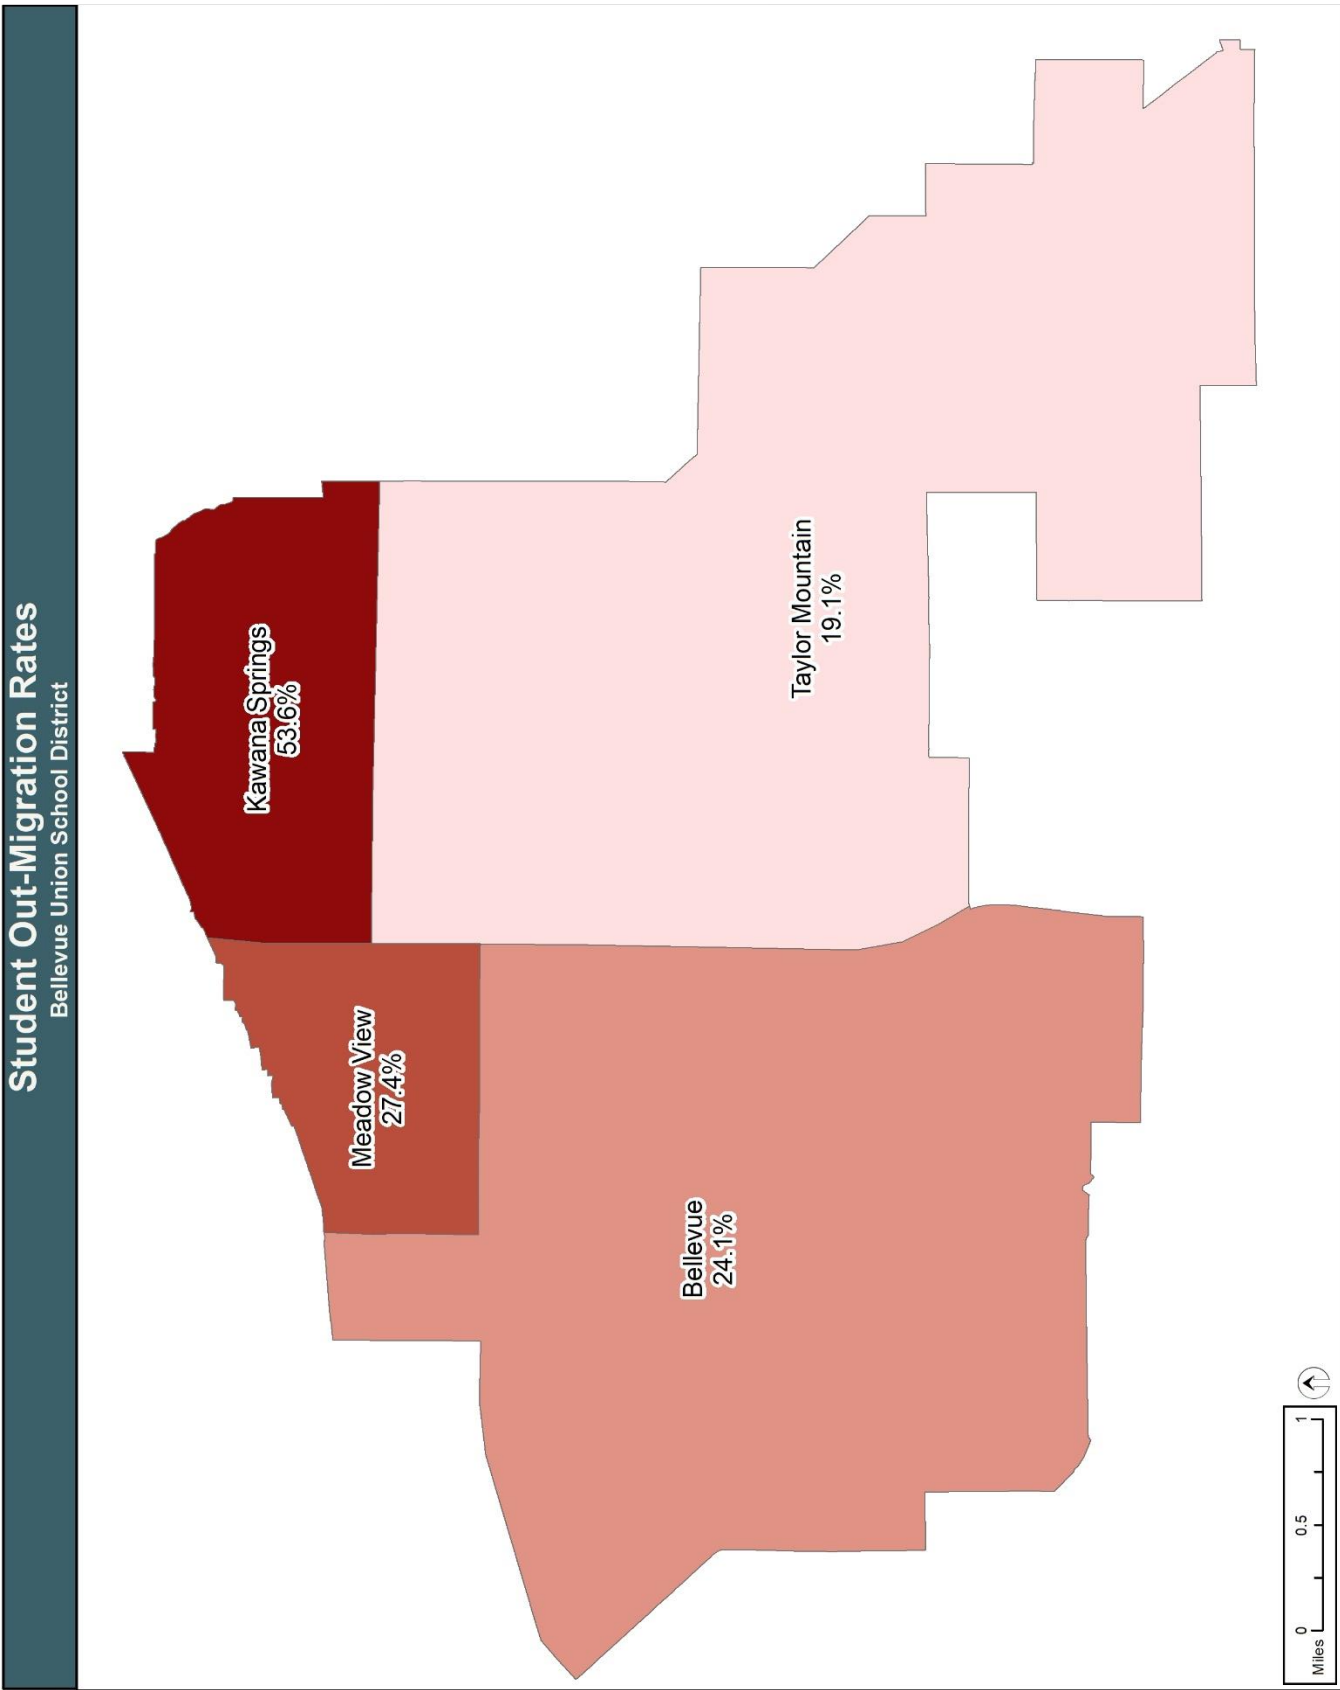 Student Out-Migration Rates
Bellevue Union School District
Kawana Springs
53.6%
Meadow View
27.4%
Taylor Mountain
19.1%
Bellevue
24.1%
0 0.5 1
Miles